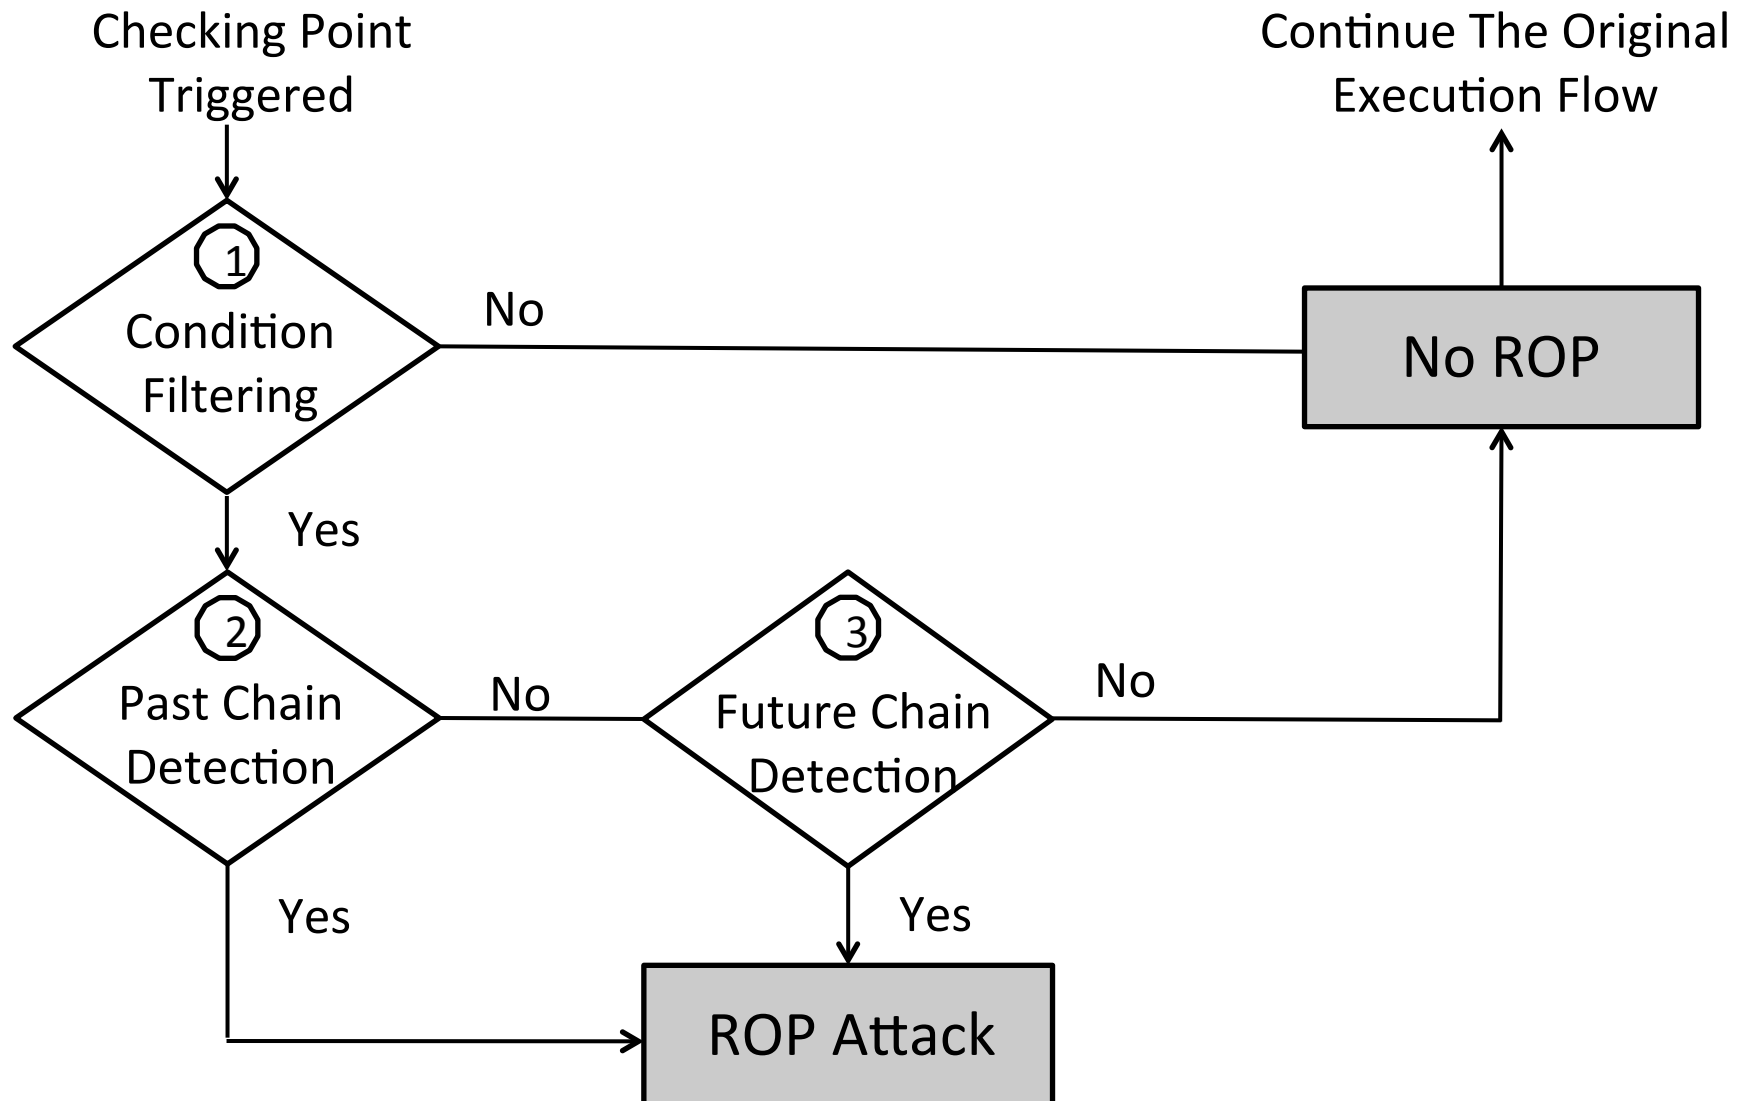 Checking Point
Triggered
Continue The Original
Execution Flow
1
Condition
Filtering
No
No ROP
Yes
2
Past Chain
Detection
No
3
Future Chain
Detection
No
Yes
Yes
ROP Attack